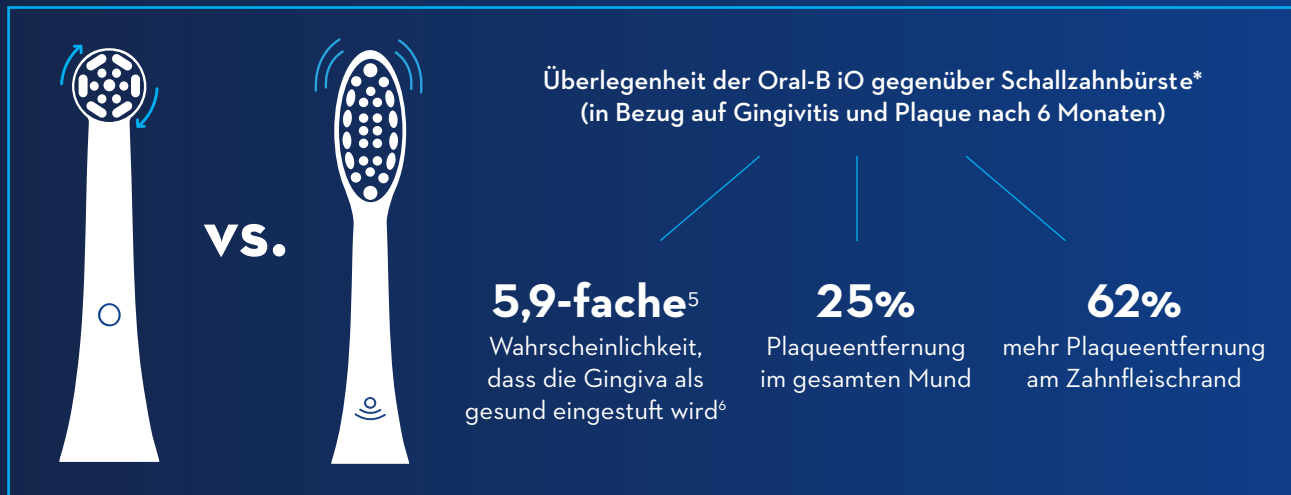 Überlegenheit der Oral-B iO gegenüber Schallzahnbürste*
(in Bezug auf Gingivitis und Plaque nach 6 Monaten)
vs.
5,9-fache⁵
Wahrscheinlichkeit,
dass die Gingiva als
gesund eingestuft wird⁶
25%
Plaqueentfernung
im gesamten Mund
62%
mehr Plaqueentfernung
am Zahnfleischrand